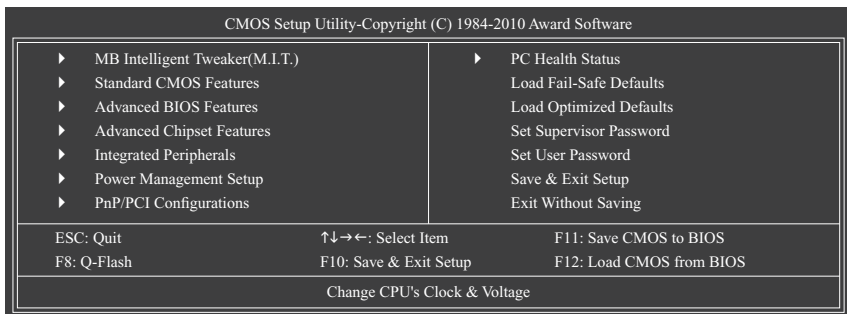 CMOS Setup Utility-Copyright (C) 1984-2010 Award Software
MB Intelligent Tweaker(M.I.T.)
Standard CMOS Features
Advanced BIOS Features
Advanced Chipset Features
Integrated Peripherals
Power Management Setup
PnP/PCI Configurations
PC Health Status
Load Fail-Safe Defaults
Load Optimized Defaults
Set Supervisor Password
Set User Password
Save & Exit Setup
Exit Without Saving
ESC: Quit ↑↓→←: Select Item F11: Save CMOS to BIOS
F8: Q-Flash F10: Save & Exit Setup F12: Load CMOS from BIOS
Change CPU's Clock & Voltage